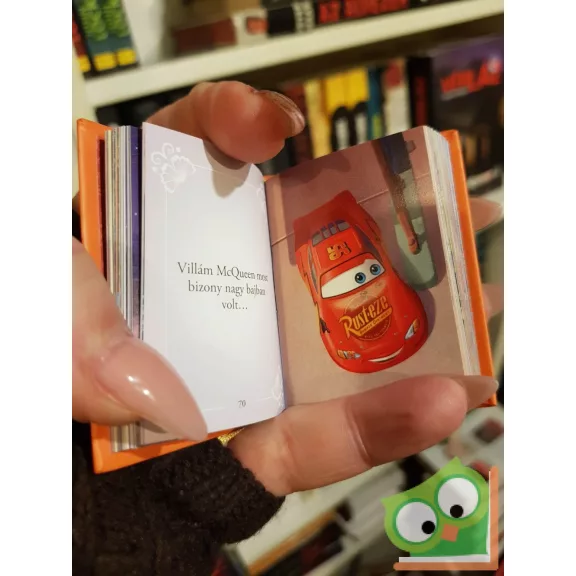 Villám McQueen most
bizony nagy bajban
volt...
70
95
Rust-eze